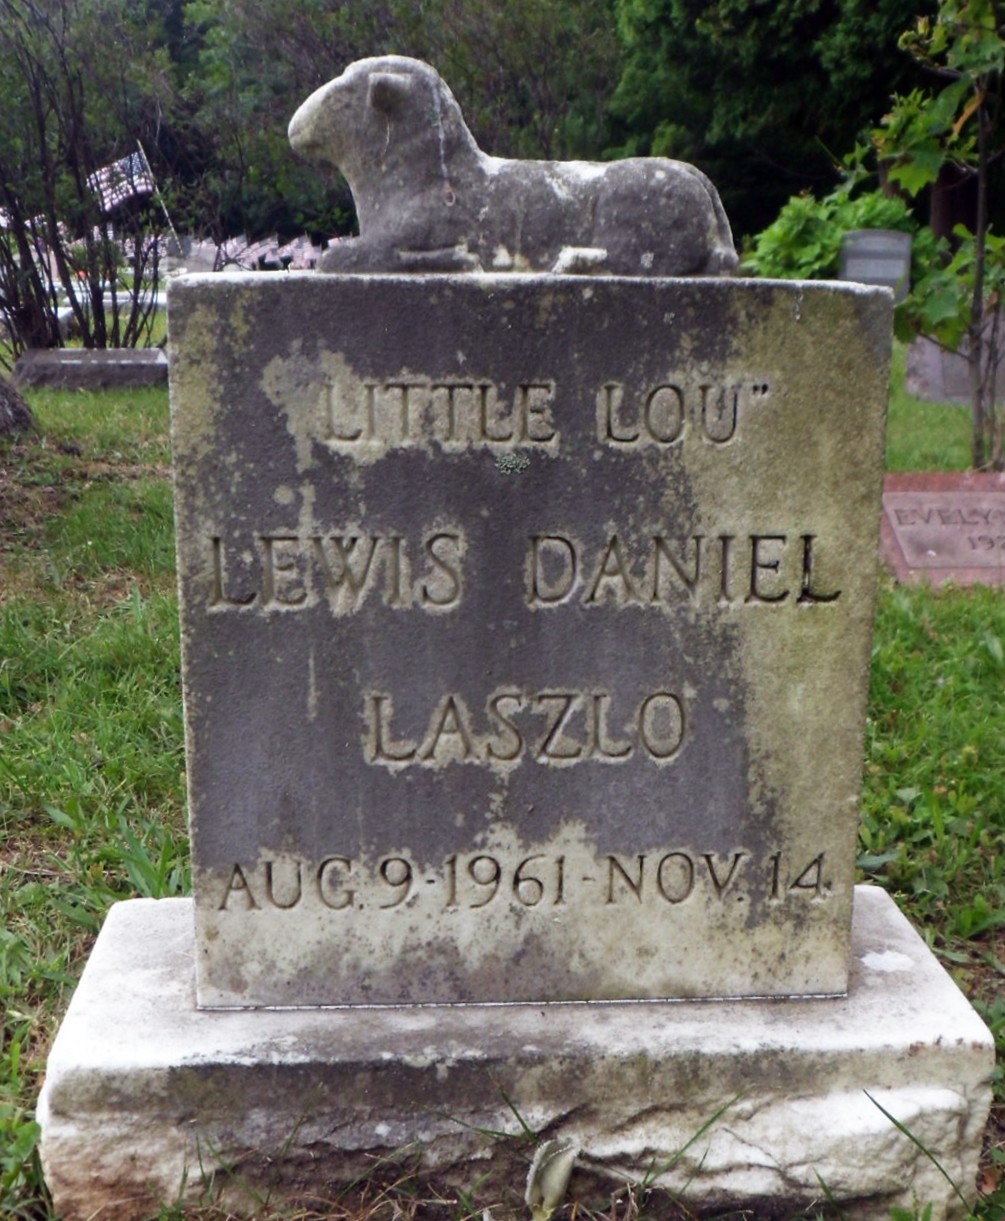 "LITTLE LOU"
LEWIS DANIEL
LASZLO
AUG. 9 - 1961 - NOV. 14.